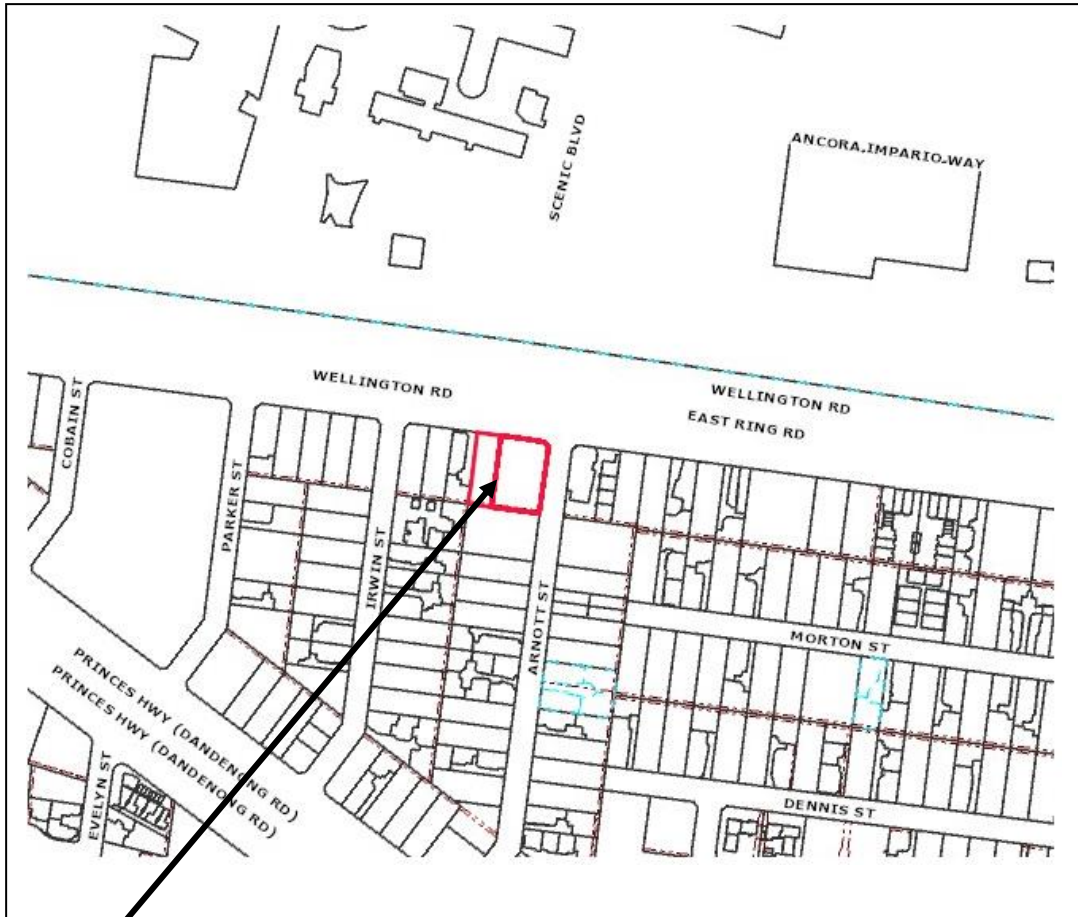 SCENIC BLVD
ANCORA IMPARIO WAY
WELLINGTON RD
WELLINGTON RD
EAST RING RD
COBAIN ST
PARKER ST
IRWIN ST
ARNOTT ST
MORTON ST
PRINCES HWY (DANDENONG RD)
PRINCES HWY (DANDENONG RD)
EVELYN ST
DENNIS ST